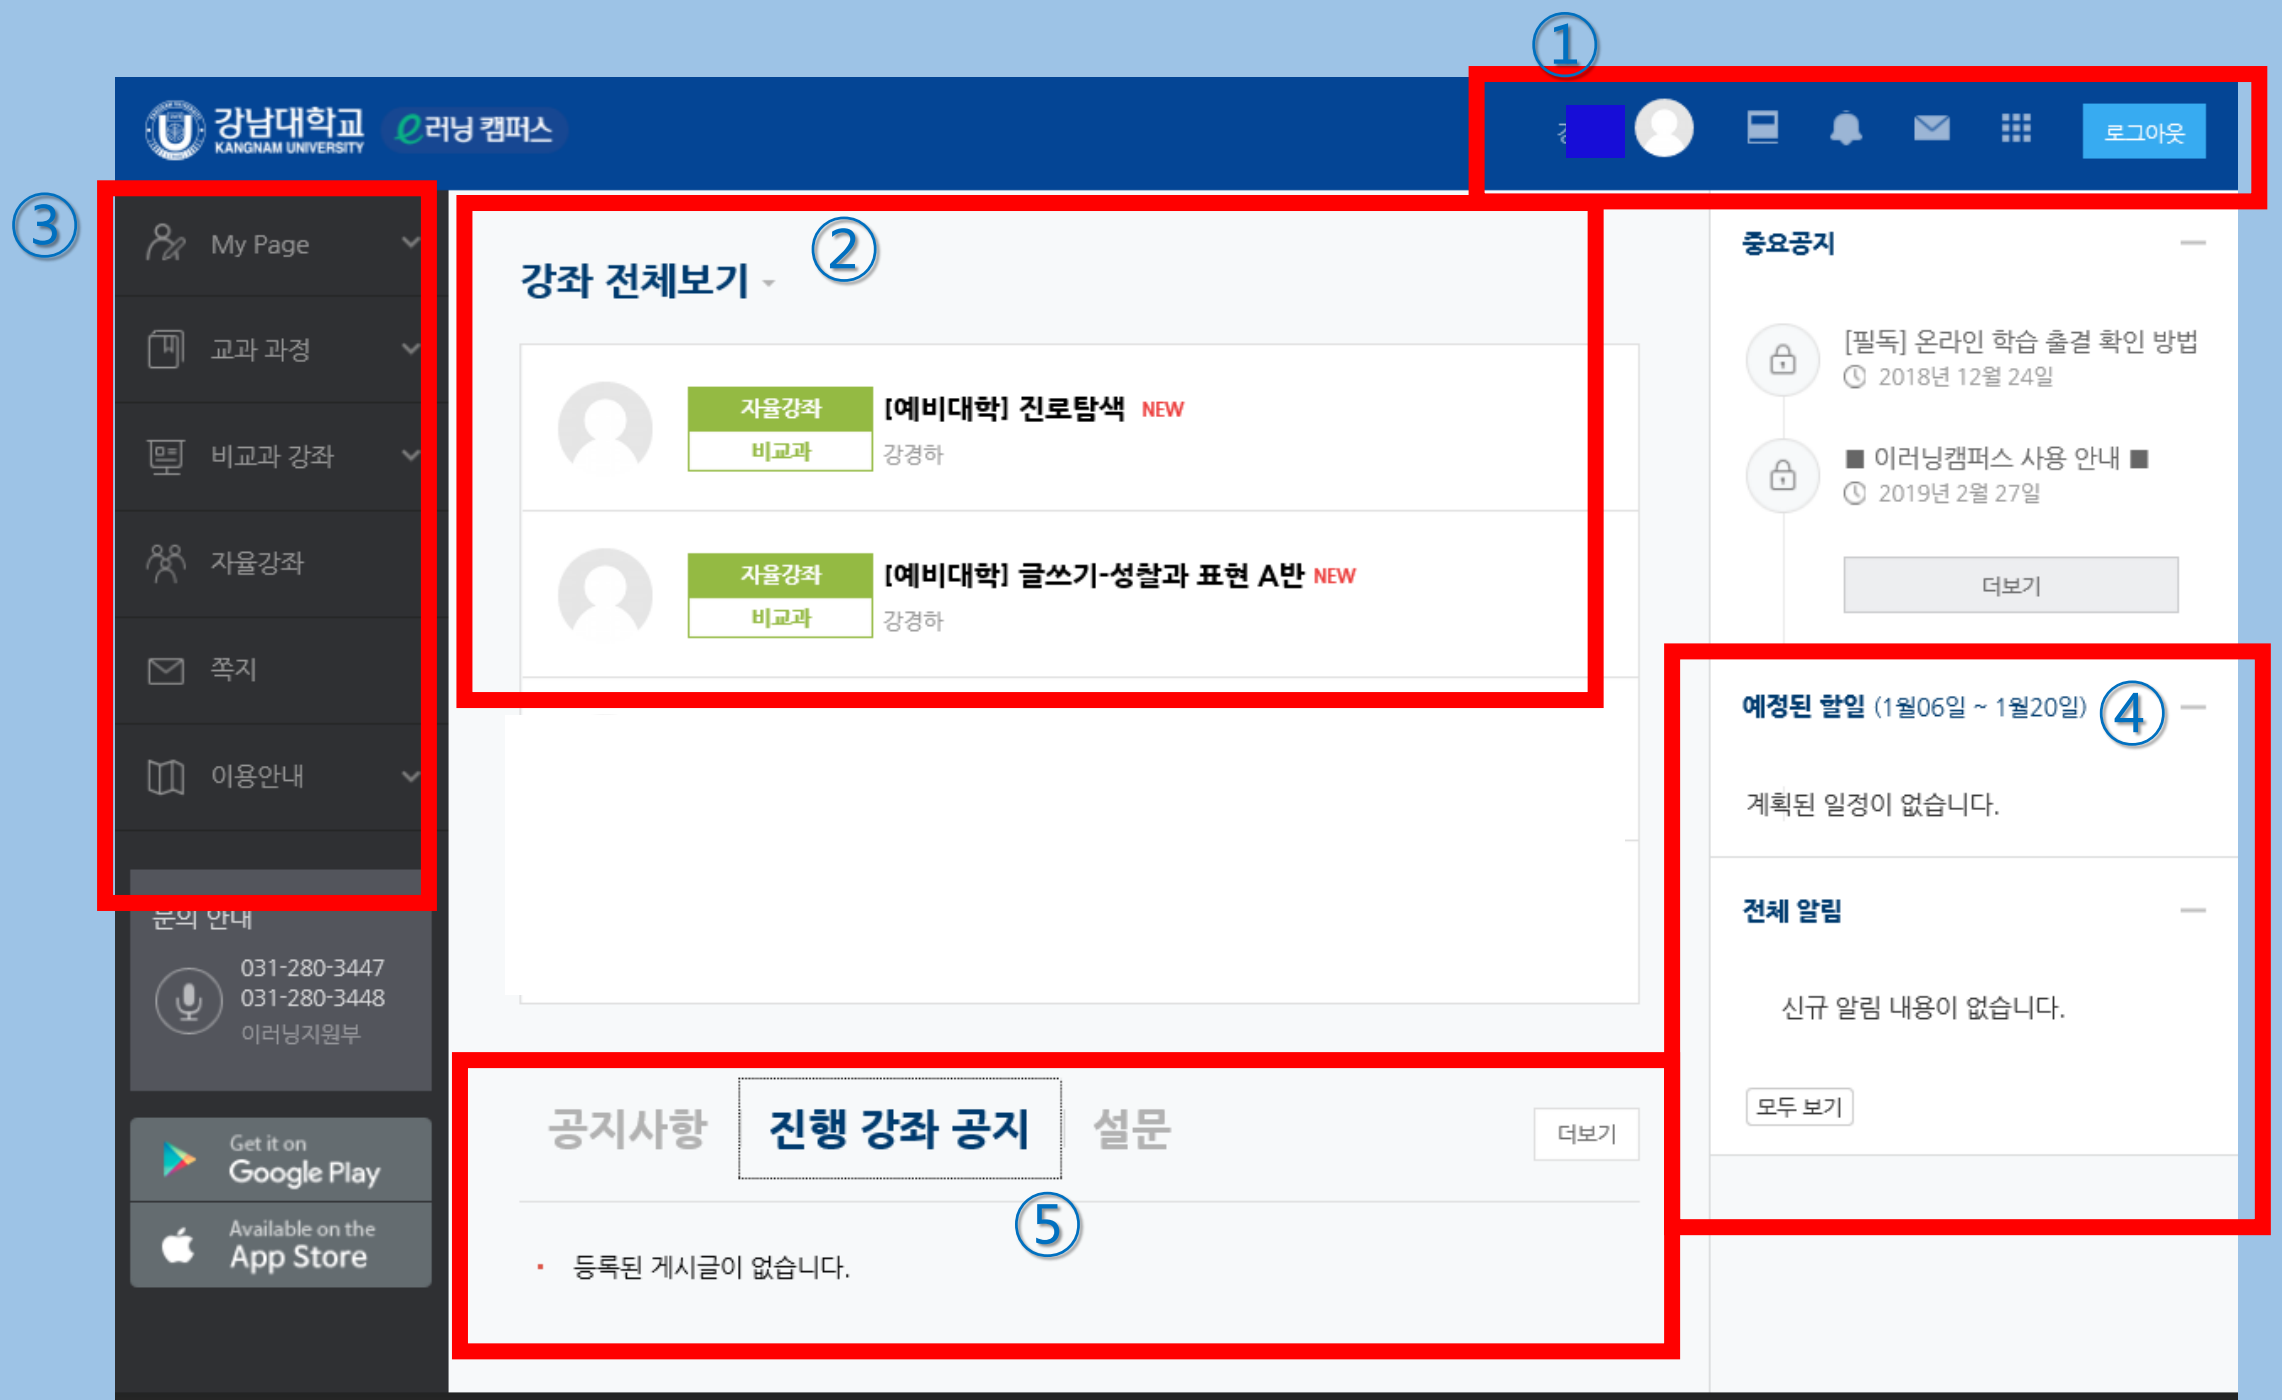 ①
강남대학교
KANGNAM UNIVERSITY
e러닝 캠퍼스
로그아웃
③
My Page
교과 과정
비교과 강좌
자율강좌
쪽지
이용안내
문의 안내
031-280-3447
031-280-3448
이러닝지원부
Get it on
Google Play
Available on the
App Store
②
강좌 전체보기
자율강좌
비교과
[예비대학] 진로탐색 NEW
강경하
자율강좌
비교과
[예비대학] 글쓰기-성찰과 표현 A반 NEW
강경하
공지사항
진행 강좌 공지
설문
더보기
⑤
등록된 게시글이 없습니다.
중요공지
[필독] 온라인 학습 출결 확인 방법
2018년 12월 24일
■ 이러닝캠퍼스 사용 안내 ■
2019년 2월 27일
더보기
예정된 할일 (1월06일 ~ 1월20일)
④
계획된 일정이 없습니다.
전체 알림
신규 알림 내용이 없습니다.
모두 보기